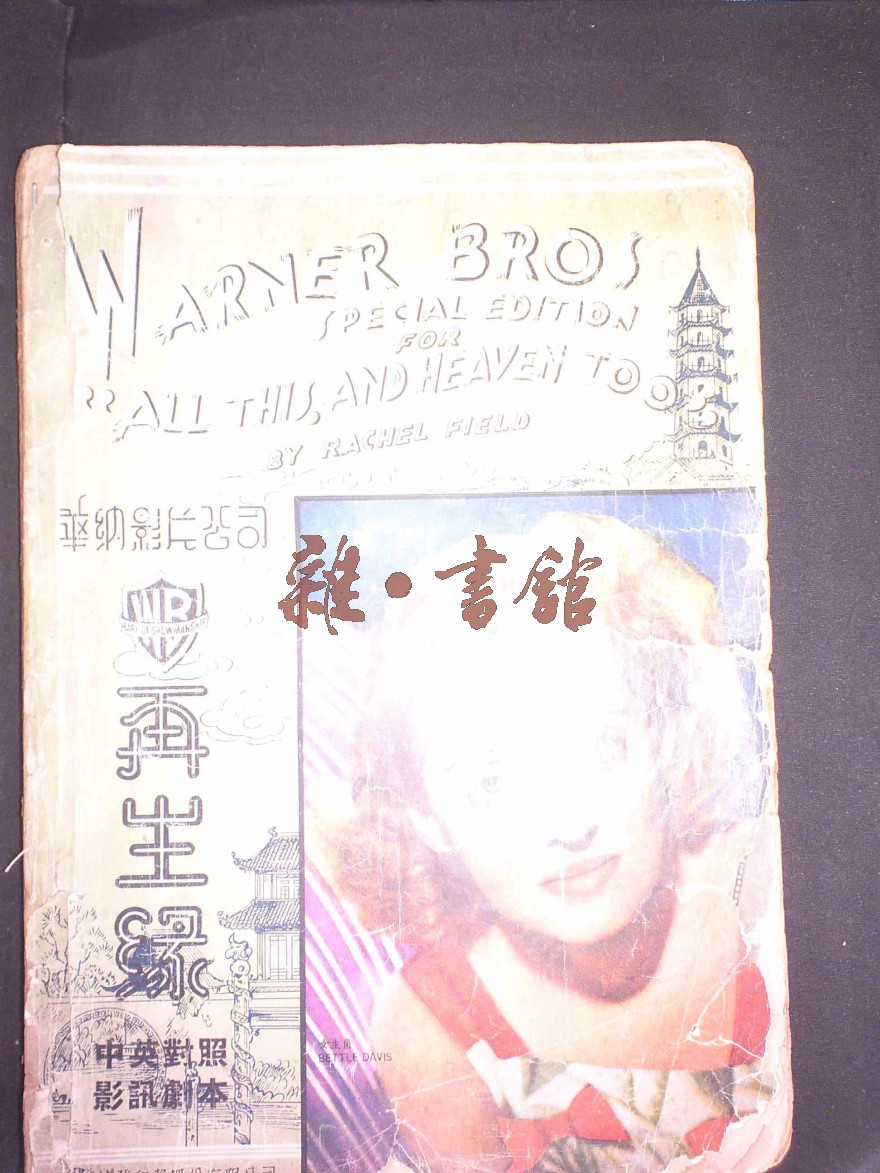 WARNER BROS
SPECIAL EDITION
FOR
"ALL THIS, AND HEAVEN TOO"
BY RACHEL FIELD
華納影片公司
雜·書館
WB
再生緣
中英對照
影訊劇本
女主角
BETTLE DAVIS